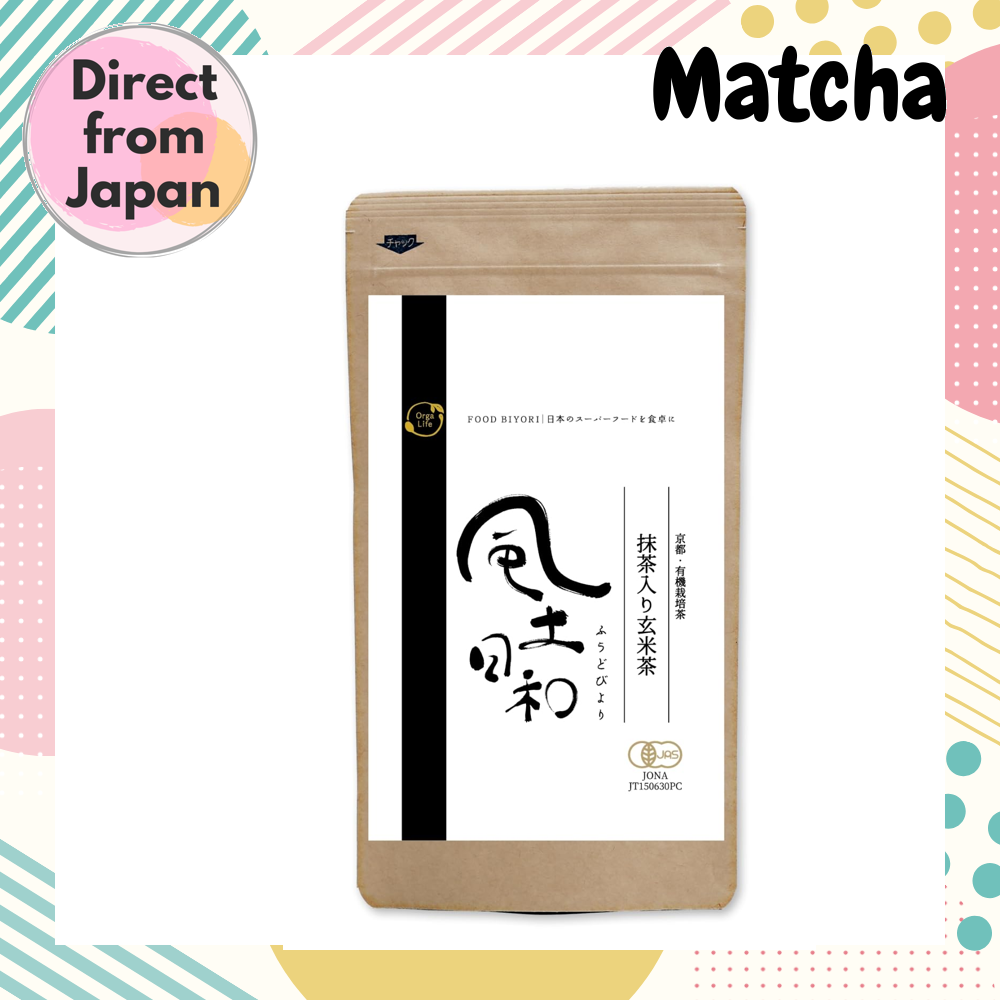 Direct
from
Japan
Matcha
チャック
Orga
Life
FOOD BIYORI|日本のスーパーフードを食卓に
京都・有機栽培茶
抹茶入り玄米茶
風土
日和
ふうどびより
JAS
JONA
JT150630PC